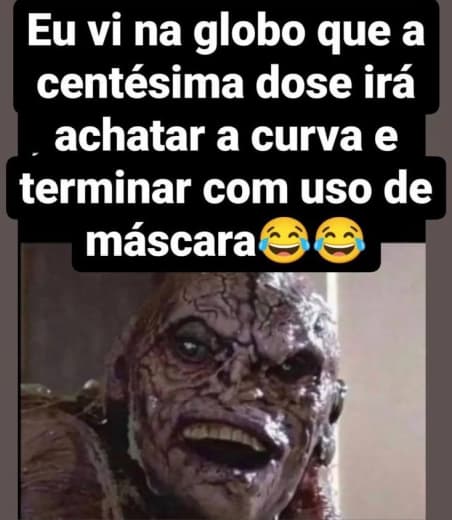 Eu vi na globo que a
centésima dose irá
achatar a curva e
terminar com uso de
máscara😂😂